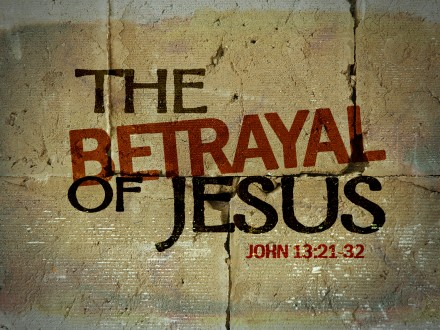 THE
BETRAYAL
OF JESUS
JOHN 13:21-32